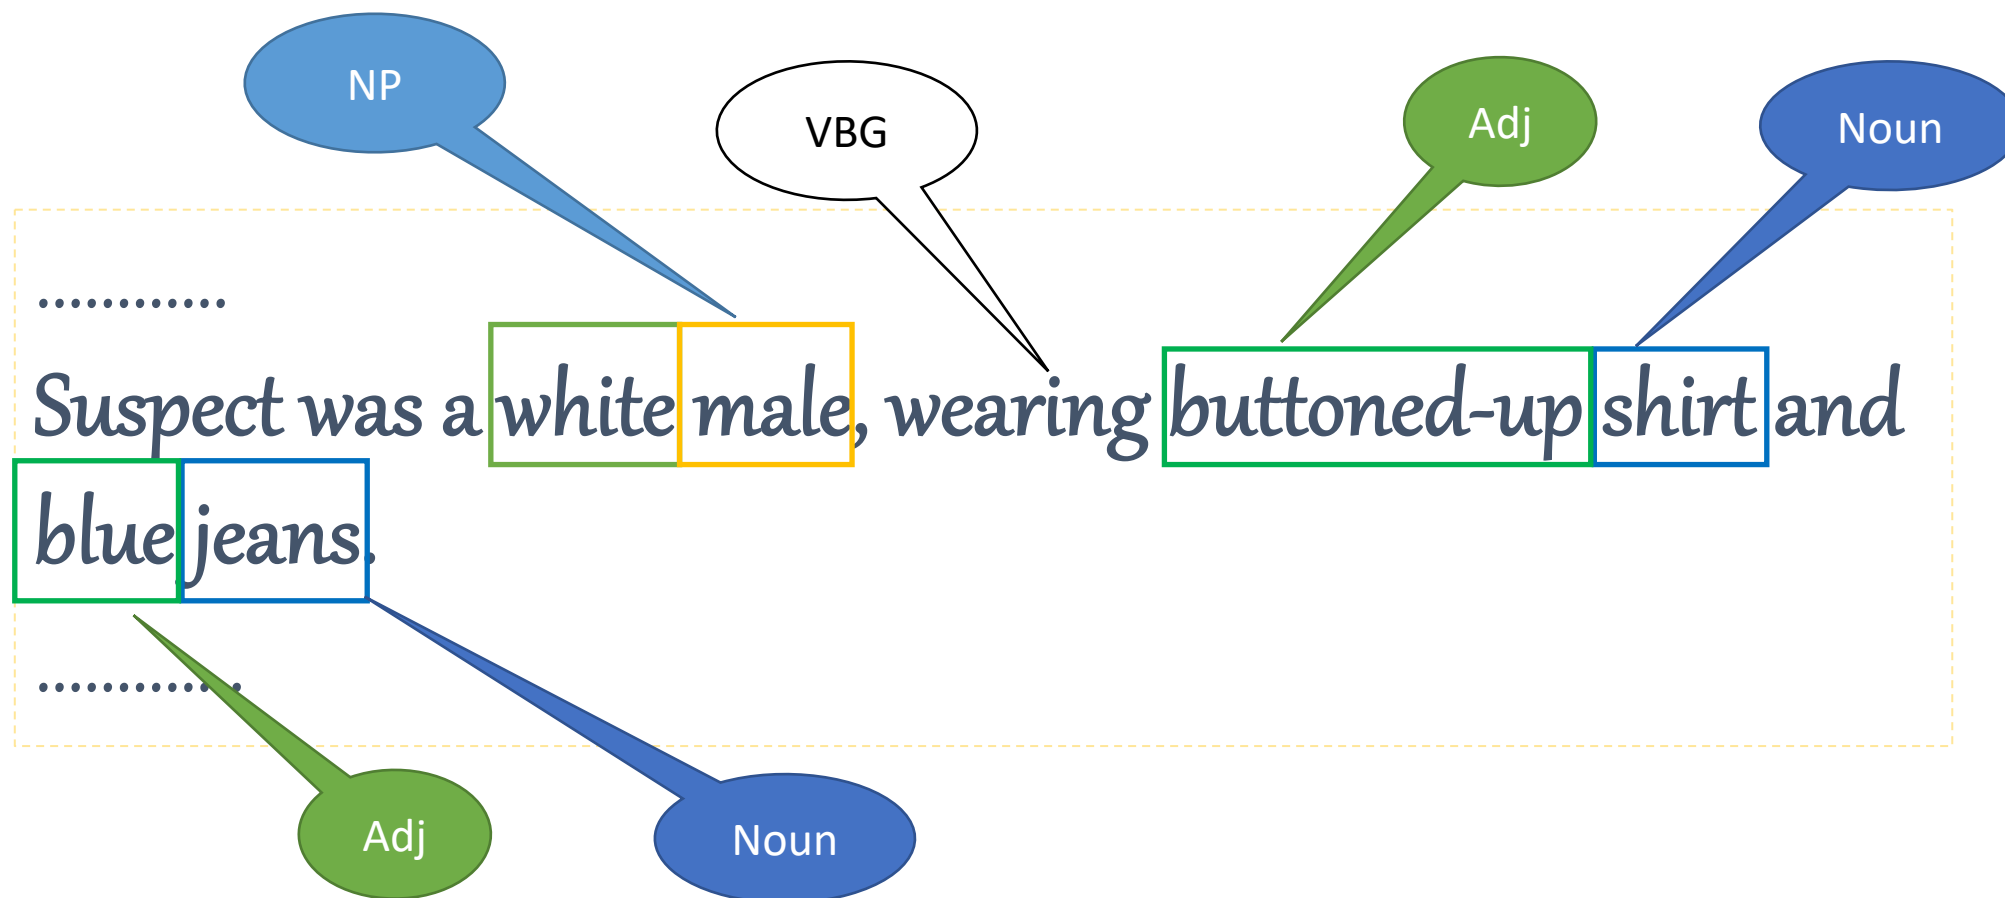 NP
VBG
Adj
Noun
............
Suspect was a white male, wearing buttoned-up shirt and
blue jeans.
.............
Adj
Noun